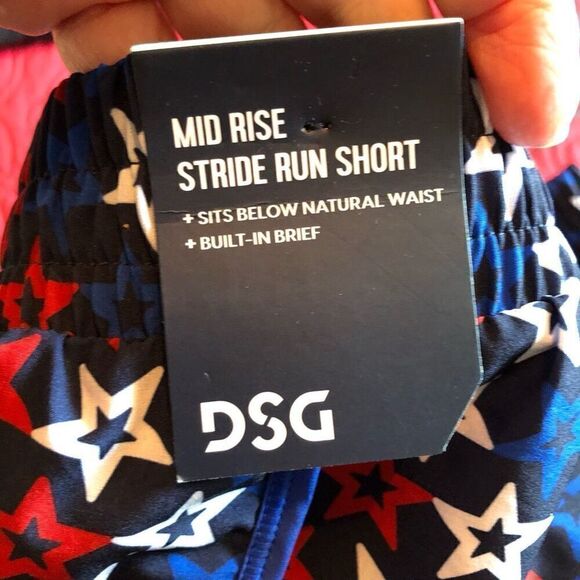 MID RISE
STRIDE RUN SHORT
+ SITS BELOW NATURAL WAIST
+ BUILT-IN BRIEF
DSG